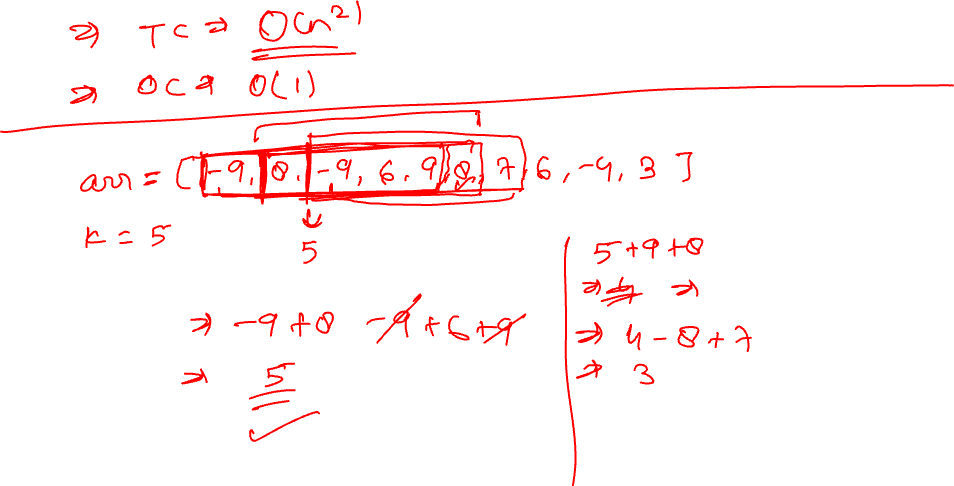 ⇒ TC ⇒ O(n²)
⇒ OC ⇒ O(1)
arr = [-9, 8, -9, 6, 9, 8, 7, 6, -4, 3]
k = 5
5
⇒ -9+8 -9+6+9
⇒ 5
5+9+8
⇒ 4 ⇒
⇒ 4-8+7
⇒ 3